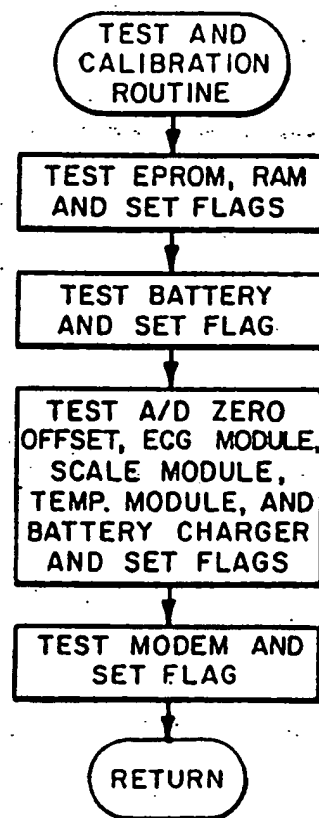 TEST AND
CALIBRATION
ROUTINE
TEST EPROM, RAM
AND SET FLAGS
TEST BATTERY
AND SET FLAG
TEST A/D ZERO
OFFSET, ECG MODULE,
SCALE MODULE,
TEMP. MODULE, AND
BATTERY CHARGER
AND SET FLAGS
TEST MODEM AND
SET FLAG
RETURN